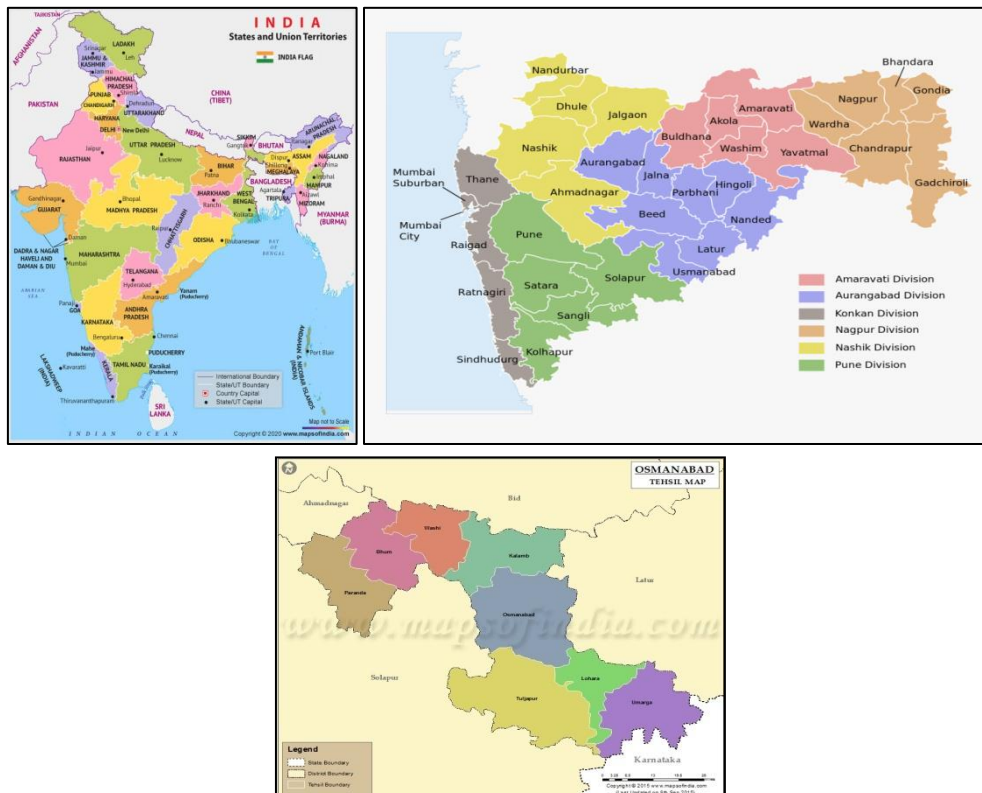 INDIA
States and Union Territories
INDIA FLAG
TAJIKISTAN
AFGHANISTAN
PAKISTAN
CHINA
(TIBET)
NEPAL
BHUTAN
BANGLADESH
MYANMAR
(BURMA)
SRI
LANKA
LADAKH
Leh
Srinagar
JAMMU &
KASHMIR
Jammu
HIMACHAL
PRADESH
Shimla
PUNJAB
CHANDIGARH
Dehradun
UTTARAKHAND
HARYANA
DELHI
New Delhi
RAJASTHAN
Jaipur
UTTAR PRADESH
Lucknow
BIHAR
Patna
SIKKIM
Gangtok
ARUNACHAL
PRADESH
Itanagar
Dispur
ASSAM
NAGALAND
Kohima
Shillong
MEGHALAYA
Imphal
MANIPUR
Agartala
TRIPURA
Aizawl
MIZORAM
Gandhinagar
GUJARAT
Bhopal
MADHYA PRADESH
JHARKHAND
Ranchi
WEST
BENGAL
Kolkata
CHHATTISGARH
Raipur
ODISHA
Bhubaneswar
Daman
DADRA & NAGAR
HAVELI AND
DAMAN & DIU
MAHARASHTRA
Mumbai
TELANGANA
Hyderabad
Amaravati
Yanam
(Puducherry)
ANDHRA
PRADESH
Panaji
GOA
KARNATAKA
Bengaluru
Chennai
Mahe
(Puducherry)
PUDUCHERRY
Karaikal
(Puducherry)
TAMIL NADU
KERALA
Thiruvananthapuram
LAKSHADWEEP
(INDIA)
Kavaratti
ANDAMAN & NICOBAR ISLANDS
(INDIA)
Port Blair
ARABIAN
SEA
BAY
OF
BENGAL
INDIAN OCEAN
International Boundary
State/UT Boundary
Country Capital
State/UT Capital
Map not to Scale
Copyright © 2020 www.mapsofindia.com
Nandurbar
Dhule
Jalgaon
Nashik
Ahmadnagar
Buldhana
Akola
Amaravati
Washim
Yavatmal
Nagpur
Bhandara
Gondia
Wardha
Chandrapur
Gadchiroli
Aurangabad
Jalna
Parbhani
Hingoli
Beed
Nanded
Latur
Usmanabad
Thane
Mumbai
Suburban
Mumbai
City
Raigad
Ratnagiri
Sindhudurg
Pune
Satara
Solapur
Sangli
Kolhapur
Amaravati Division
Aurangabad Division
Konkan Division
Nagpur Division
Nashik Division
Pune Division
OSMANABAD
TEHSIL MAP
Ahmadnagar
Bid
Latur
Solapur
Karnataka
Washi
Bhum
Paranda
Kalamb
Osmanabad
Tuljapur
Lohara
Umarga
www.mapsofindia.com
Legend
State Boundary
District Boundary
Tehsil Boundary
Copyright © 2015 www.mapsofindia.com